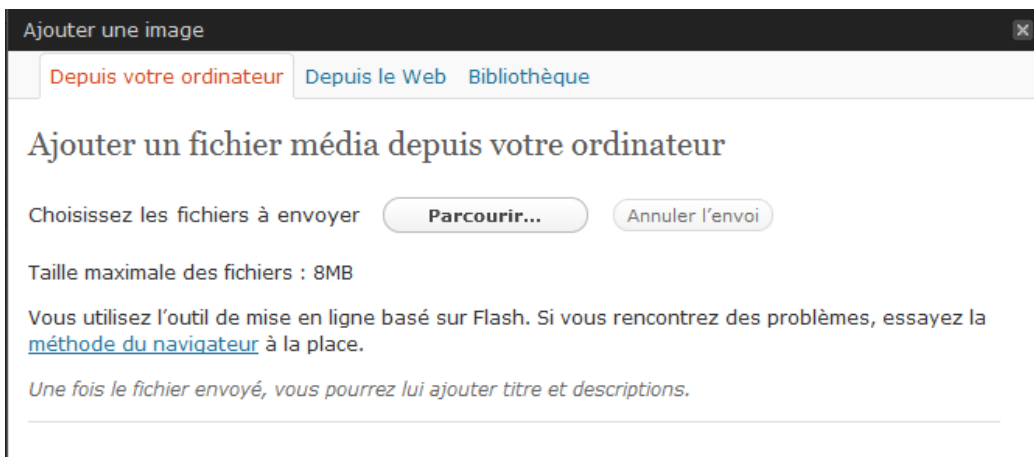 Ajouter une image
Depuis votre ordinateur Depuis le Web Bibliothèque
Ajouter un fichier média depuis votre ordinateur
Choisissez les fichiers à envoyer Parcourir... Annuler l’envoi
Taille maximale des fichiers : 8MB
Vous utilisez l’outil de mise en ligne basé sur Flash. Si vous rencontrez des problèmes, essayez la
méthode du navigateur à la place.
Une fois le fichier envoyé, vous pourrez lui ajouter titre et descriptions.